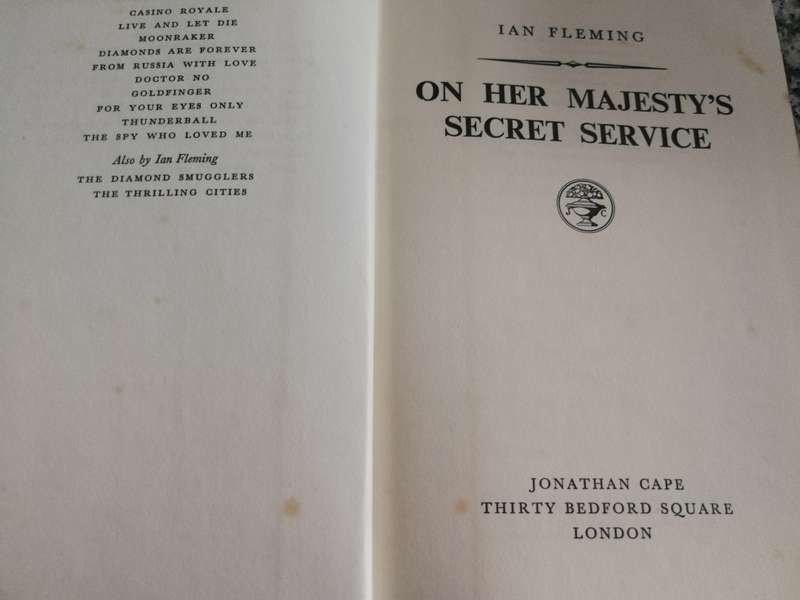 CASINO ROYALE
LIVE AND LET DIE
MOONRAKER
DIAMONDS ARE FOREVER
FROM RUSSIA WITH LOVE
DOCTOR NO
GOLDFINGER
FOR YOUR EYES ONLY
THUNDERBALL
THE SPY WHO LOVED ME
Also by Ian Fleming
THE DIAMOND SMUGGLERS
THE THRILLING CITIES
IAN FLEMING
ON HER MAJESTY'S
SECRET SERVICE
J C
JONATHAN CAPE
THIRTY BEDFORD SQUARE
LONDON